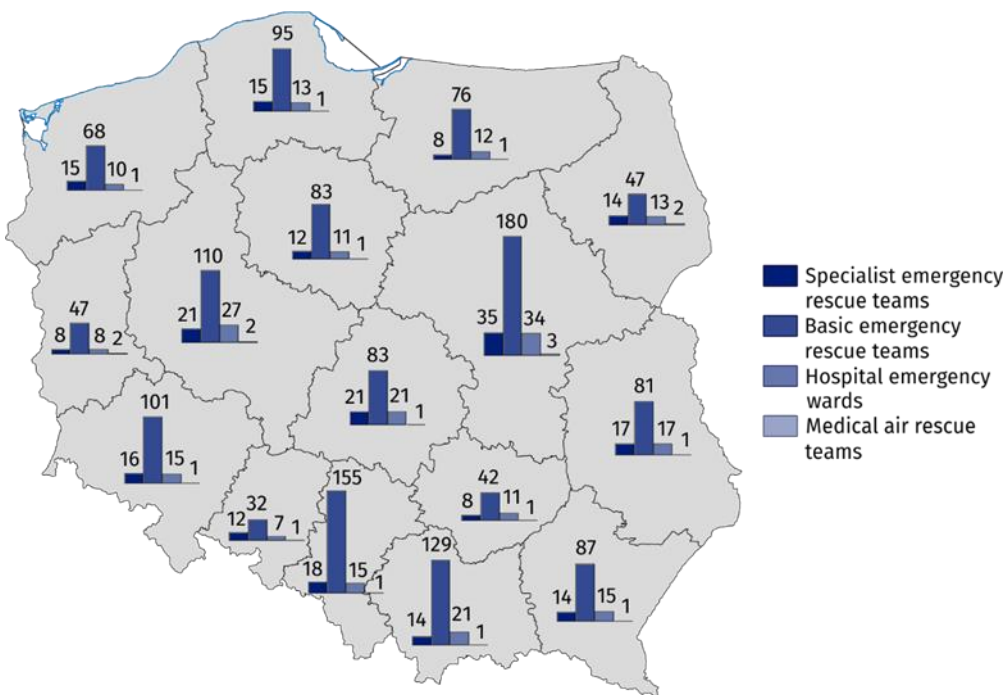 95
15 13 1
76
8 12 1
68
15 10 1
47
14 13 2
83
12 11 1
180
35 34 3
110
21 27 2
47
8 8 2
83
21 21 1
81
17 17 1
101
16 15 1
155
18 15 1
42
8 11 1
32
12 7 1
129
14 21 1
87
14 15 1
Specialist emergency
rescue teams
Basic emergency
rescue teams
Hospital emergency
wards
Medical air rescue
teams